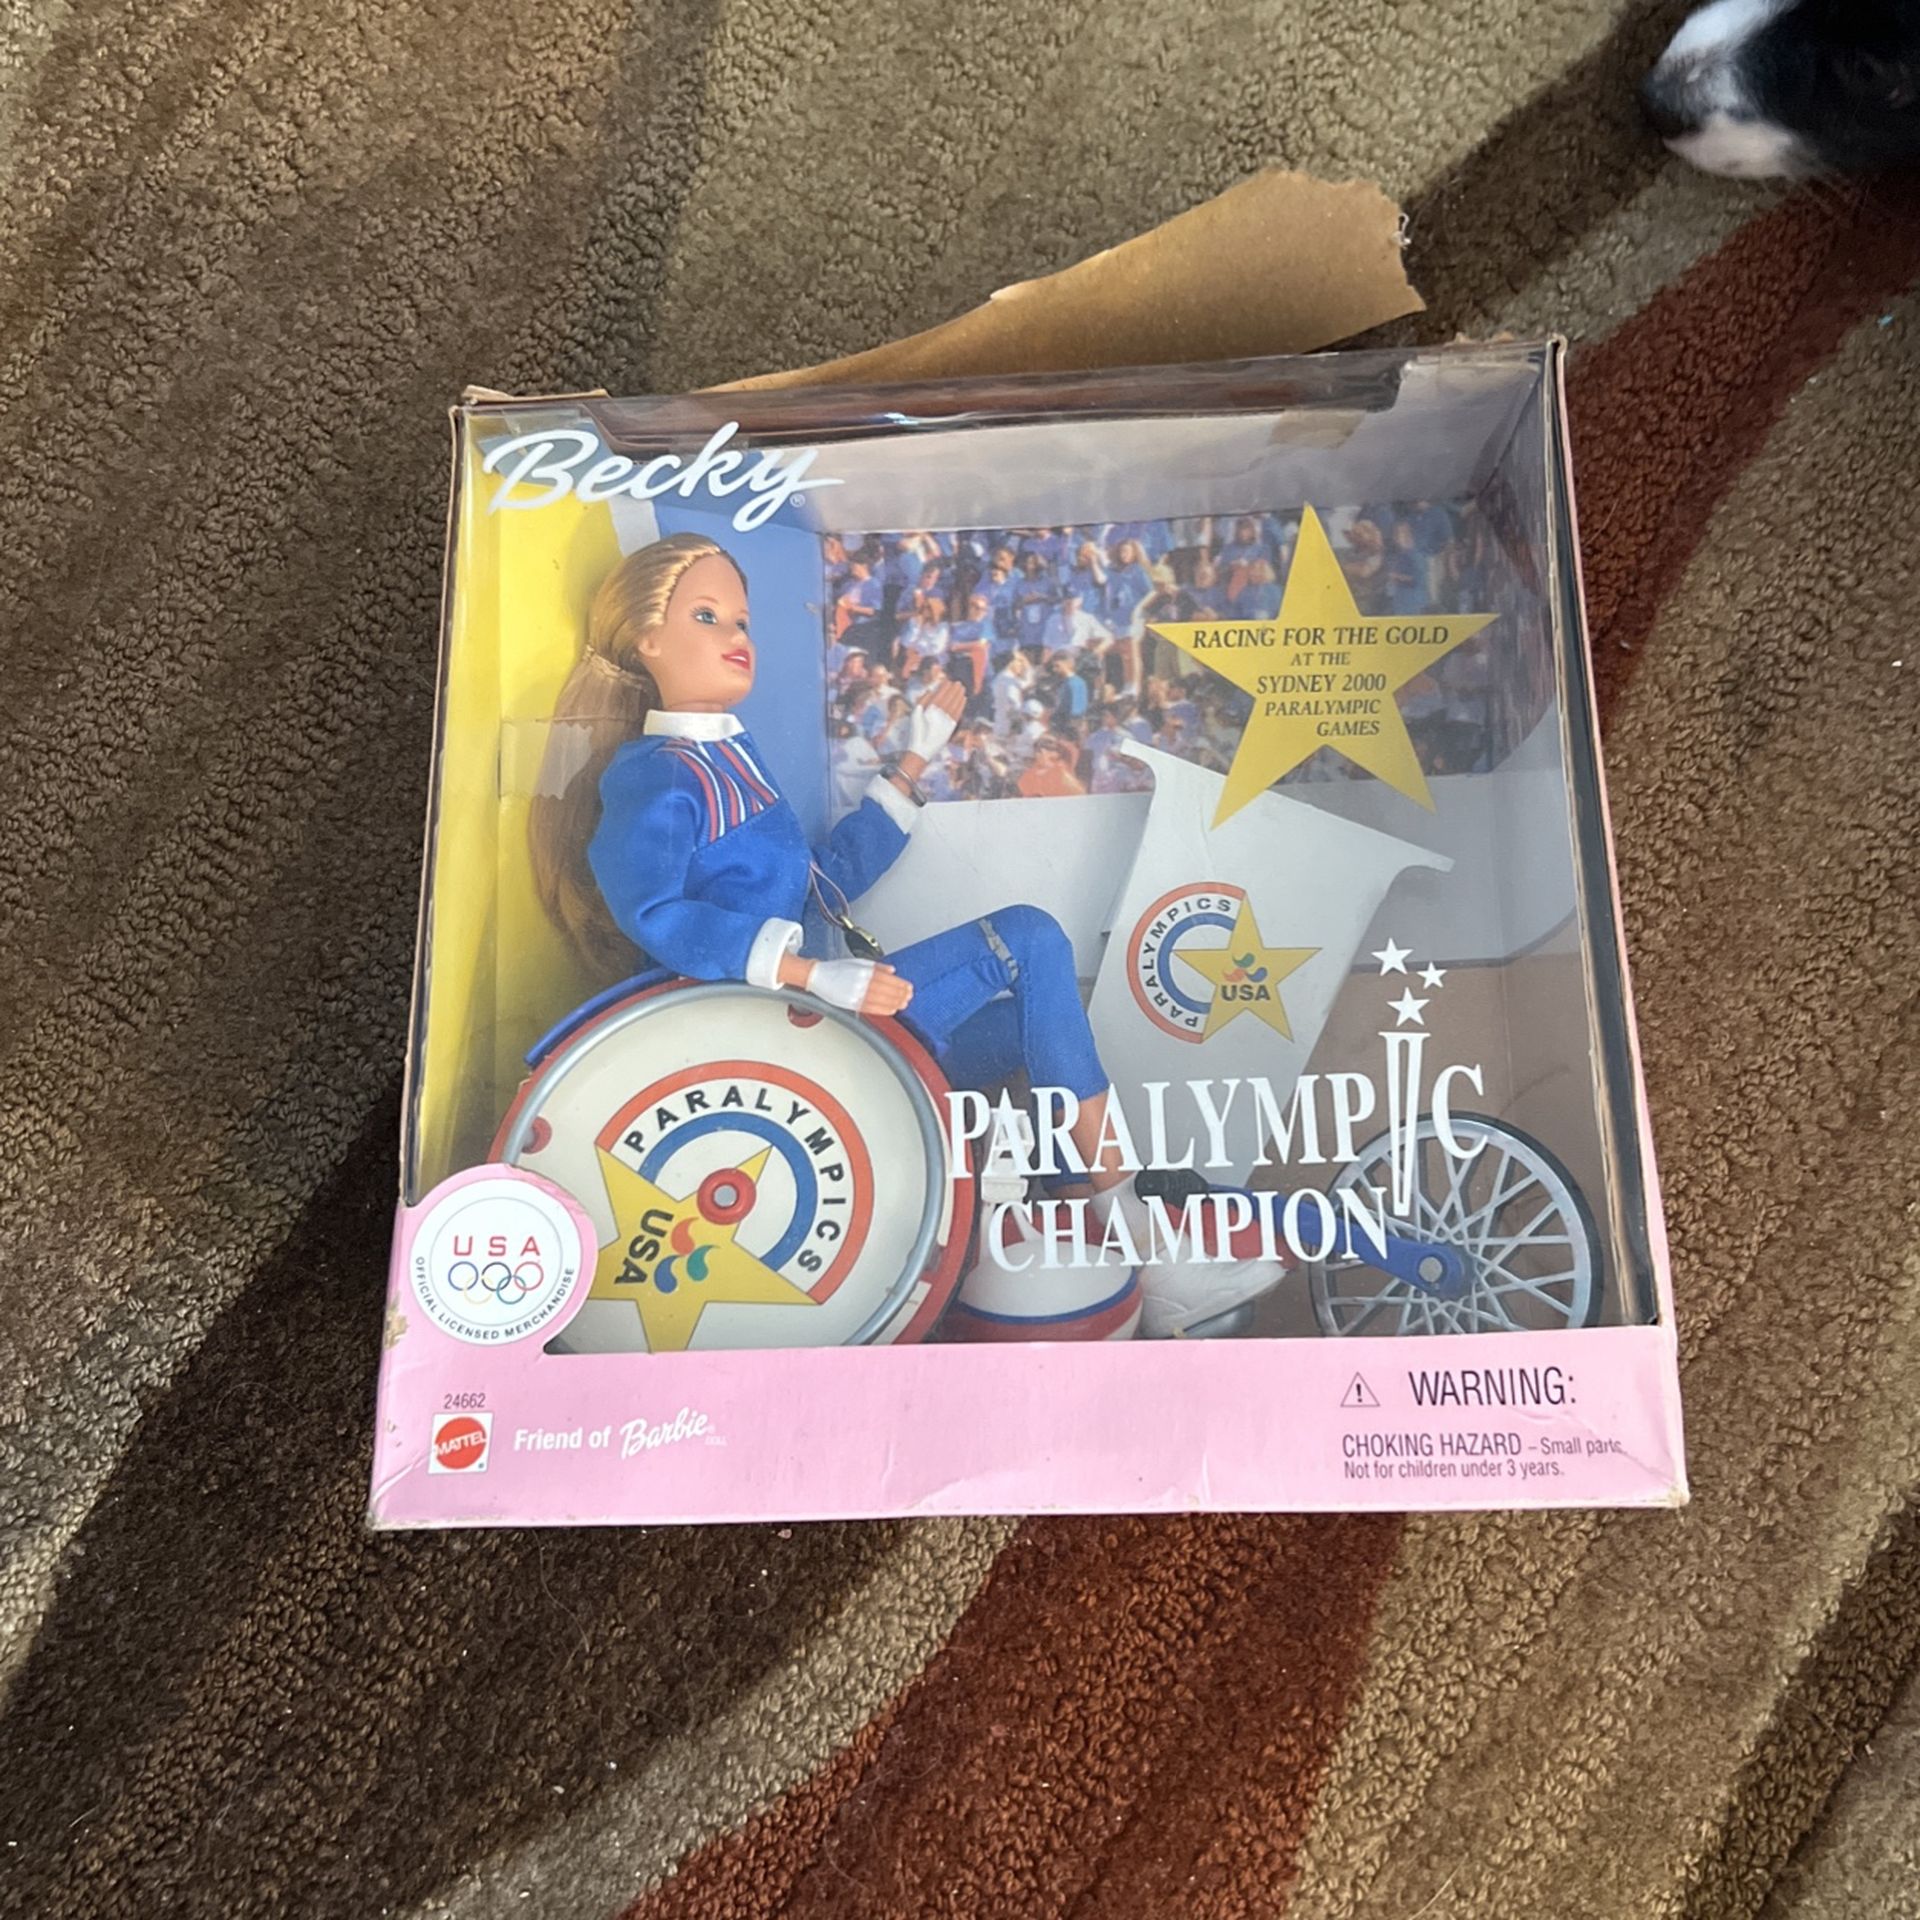 Becky®
RACING FOR THE GOLD
AT THE
SYDNEY 2000
PARALYMPIC
GAMES
PARALYMPICS
USA
PARALYMPIC
CHAMPION
PARALYMPICS
USA
USA
OFFICIAL LICENSED MERCHANDISE
24662
MATTEL
Friend of Barbie® DOLL
WARNING:
CHOKING HAZARD – Small parts.
Not for children under 3 years.